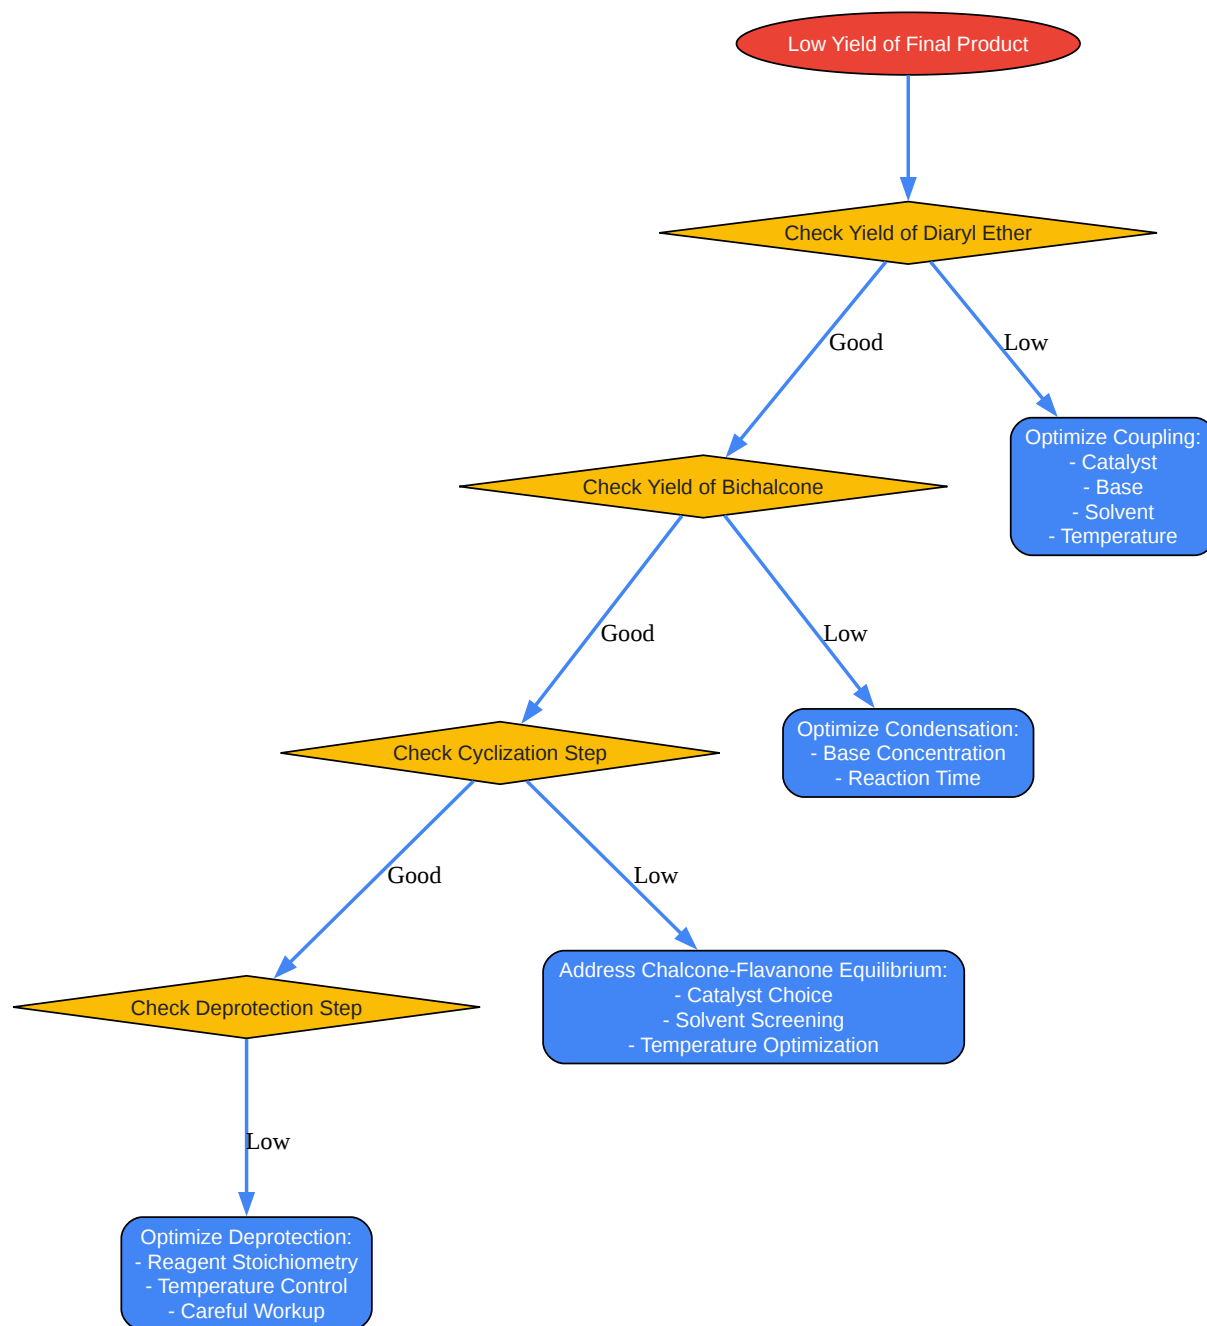 Low Yield of Final Product
Check Yield of Diaryl Ether
Good
Low
Optimize Coupling:
- Catalyst
- Base
- Solvent
- Temperature
Check Yield of Bichalcone
Good
Low
Optimize Condensation:
- Base Concentration
- Reaction Time
Check Cyclization Step
Good
Low
Address Chalcone-Flavanone Equilibrium:
- Catalyst Choice
- Solvent Screening
- Temperature Optimization
Check Deprotection Step
Low
Optimize Deprotection:
- Reagent Stoichiometry
- Temperature Control
- Careful Workup